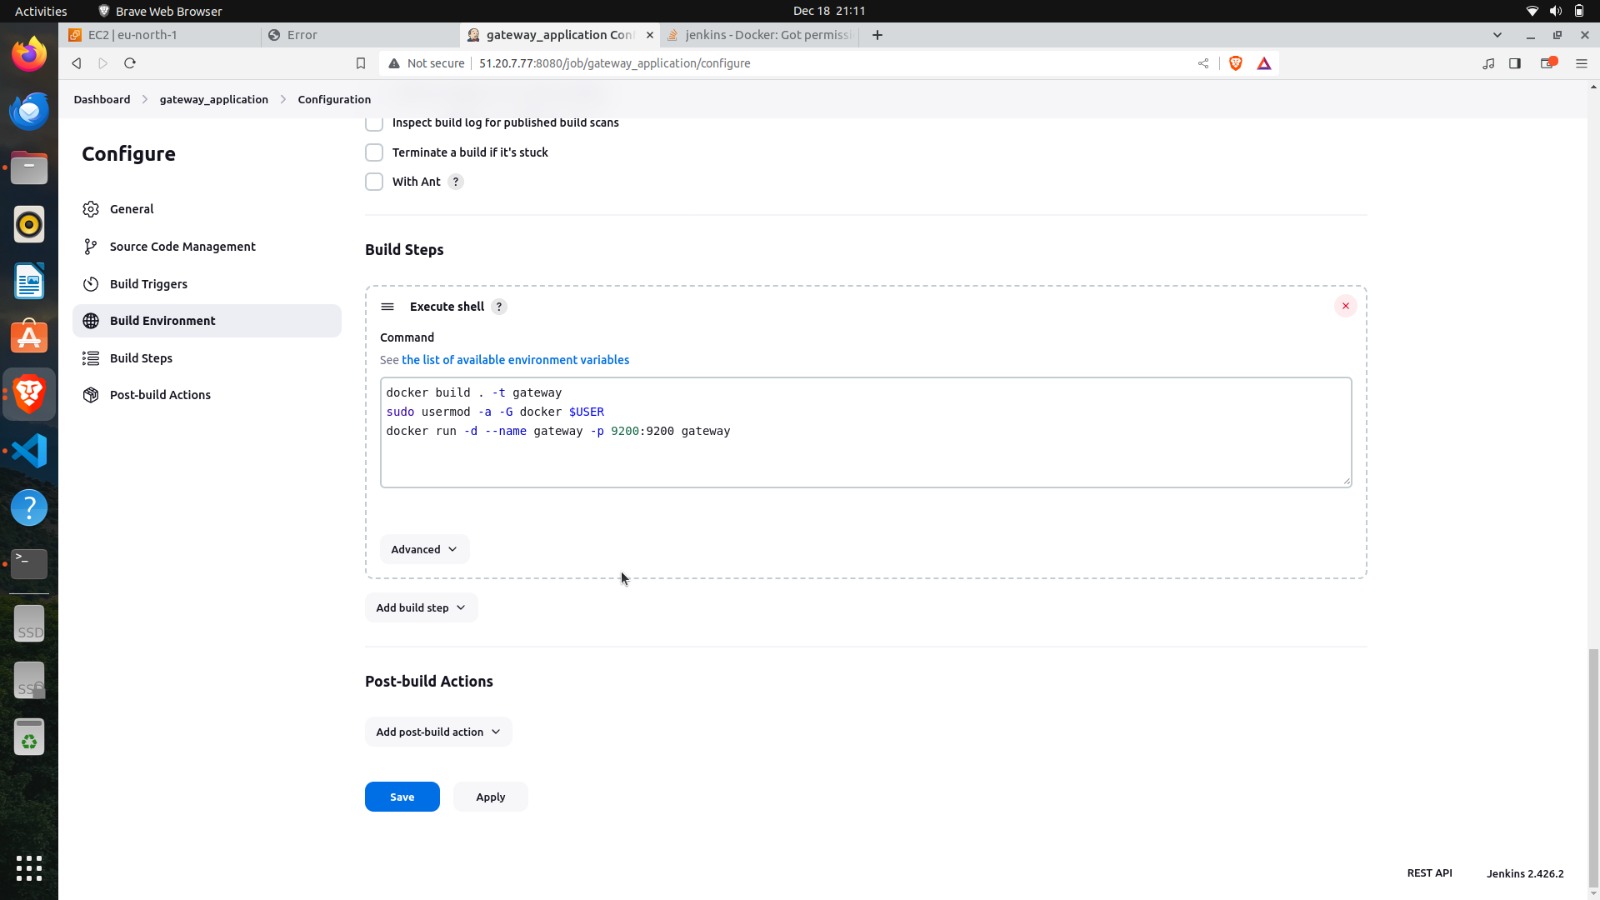 Activities
Brave Web Browser
Dec 18 21:11
EC2 | eu-north-1
Error
gateway_application Con
jenkins - Docker: Got permiss
Not secure
51.20.7.77:8080/job/gateway_application/configure
Dashboard
gateway_application
Configuration
Configure
General
Source Code Management
Build Triggers
Build Environment
Build Steps
Post-build Actions
Inspect build log for published build scans
Terminate a build if it's stuck
With Ant ?
Build Steps
Execute shell ?
Command
See the list of available environment variables
docker build . -t gateway
sudo usermod -a -G docker $USER
docker run -d --name gateway -p 9200:9200 gateway
Advanced
Add build step
Post-build Actions
Add post-build action
Save
Apply
REST API
Jenkins 2.426.2
SSD